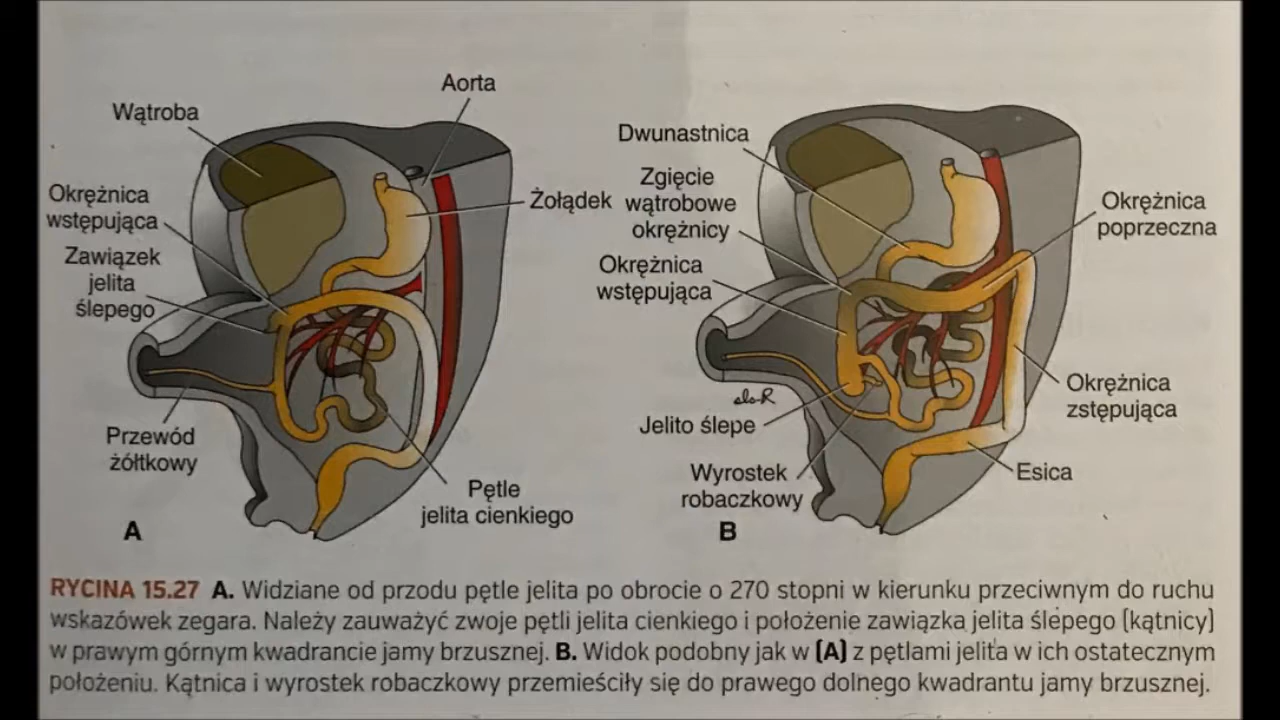 Aorta
Wątroba
Okrężnica
wstępująca
Zawiązek
jelita
ślepego
Żołądek
Przewód
żółtkowy
Pętle
jelita cienkiego
A
Dwunastnica
Zgięcie
wątrobowe
okrężnicy
Okrężnica
wstępująca
Okrężnica
poprzeczna
Okrężnica
zstępująca
Jelito ślepe
Wyrostek
robaczkowy
Esica
B
RYCINA 15.27 A. Widziane od przodu pętle jelita po obrocie o 270 stopni w kierunku przeciwnym do ruchu
wskazówek zegara. Należy zauważyć zwoje pętli jelita cienkiego i położenie zawiązka jelita ślepego (kątnicy)
w prawym górnym kwadrancie jamy brzusznej. B. Widok podobny jak w (A) z pętlami jelita w ich ostatecznym
położeniu. Kątnica i wyrostek robaczkowy przemieściły się do prawego dolnego kwadrantu jamy brzusznej.